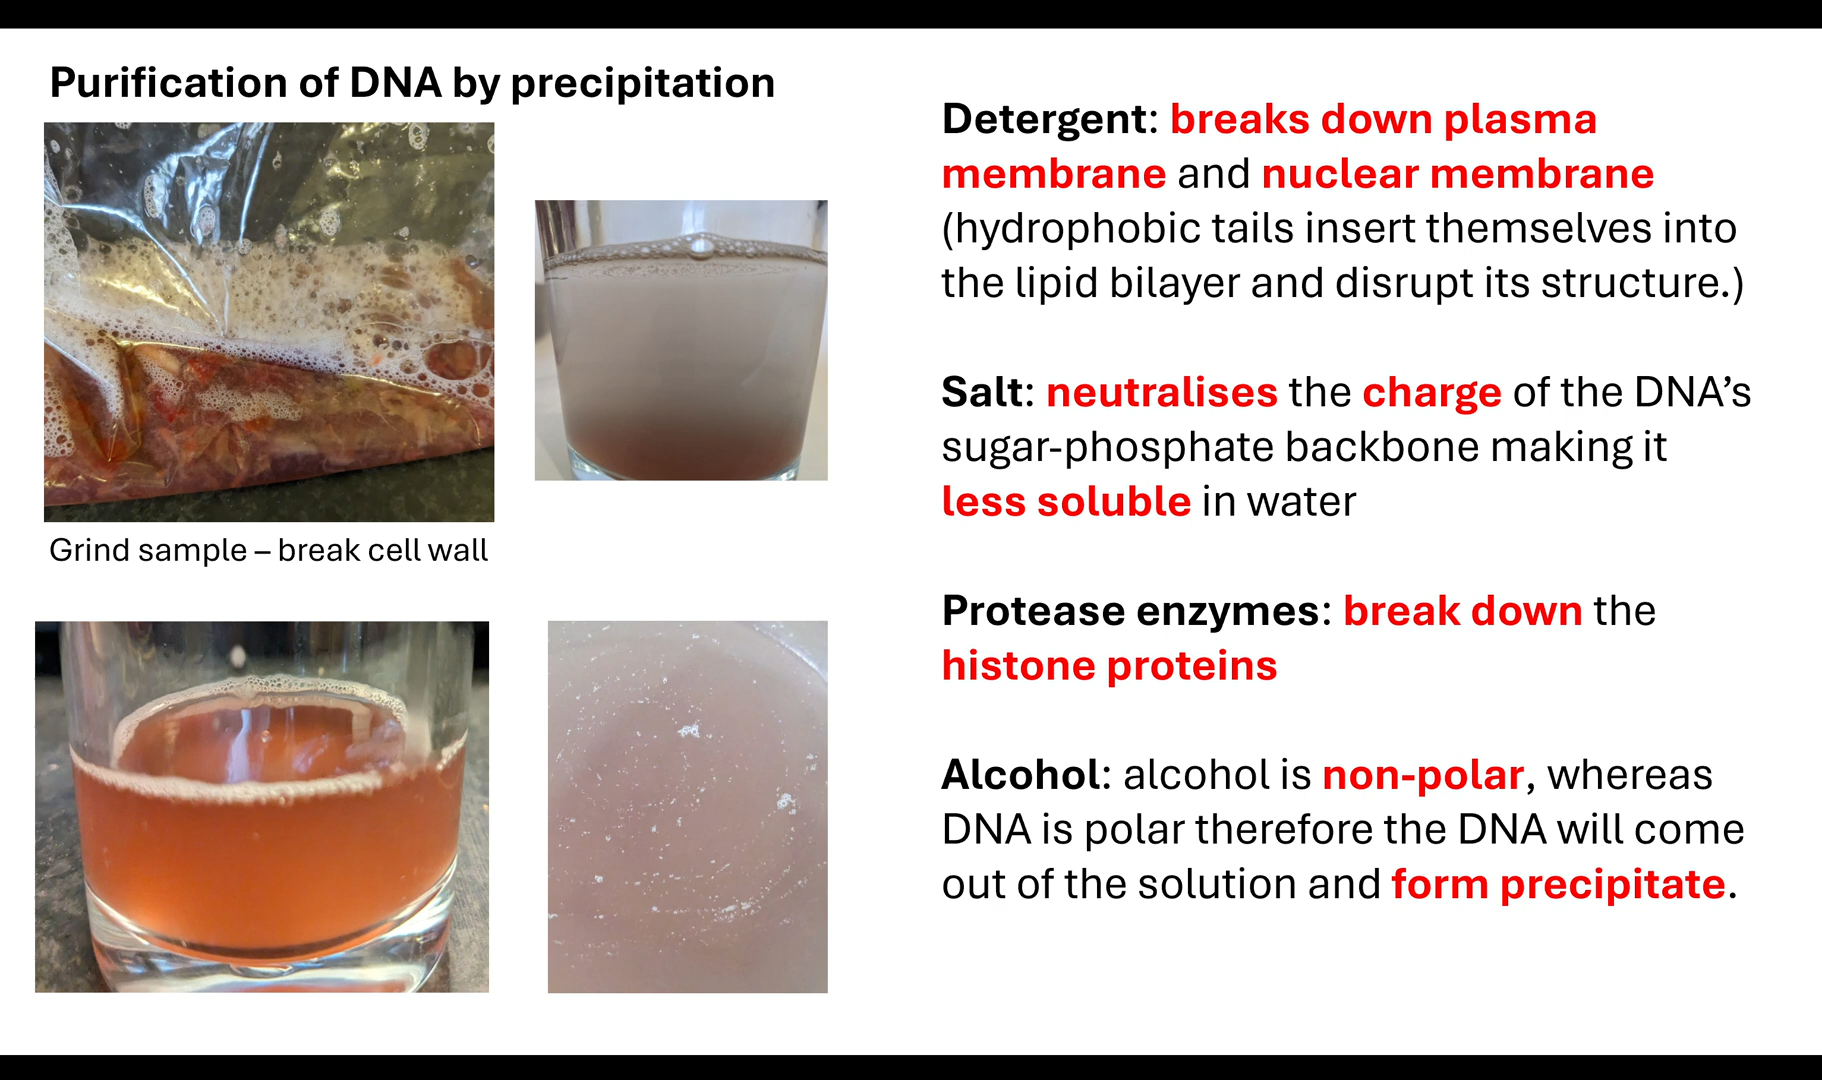 Purification of DNA by precipitation
Grind sample – break cell wall
Detergent: breaks down plasma
membrane and nuclear membrane
(hydrophobic tails insert themselves into
the lipid bilayer and disrupt its structure.)
Salt: neutralises the charge of the DNA’s
sugar-phosphate backbone making it
less soluble in water
Protease enzymes: break down the
histone proteins
Alcohol: alcohol is non-polar, whereas
DNA is polar therefore the DNA will come
out of the solution and form precipitate.